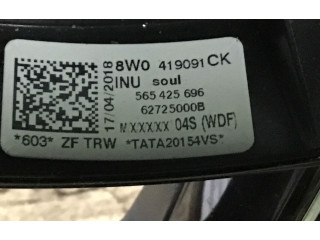 17/04/2018
8W0 419091 CK
INU soul
565 425 696
62725000B
MXXXXX 04S (WDF)
*603* ZF TRW *TATA20154VS*